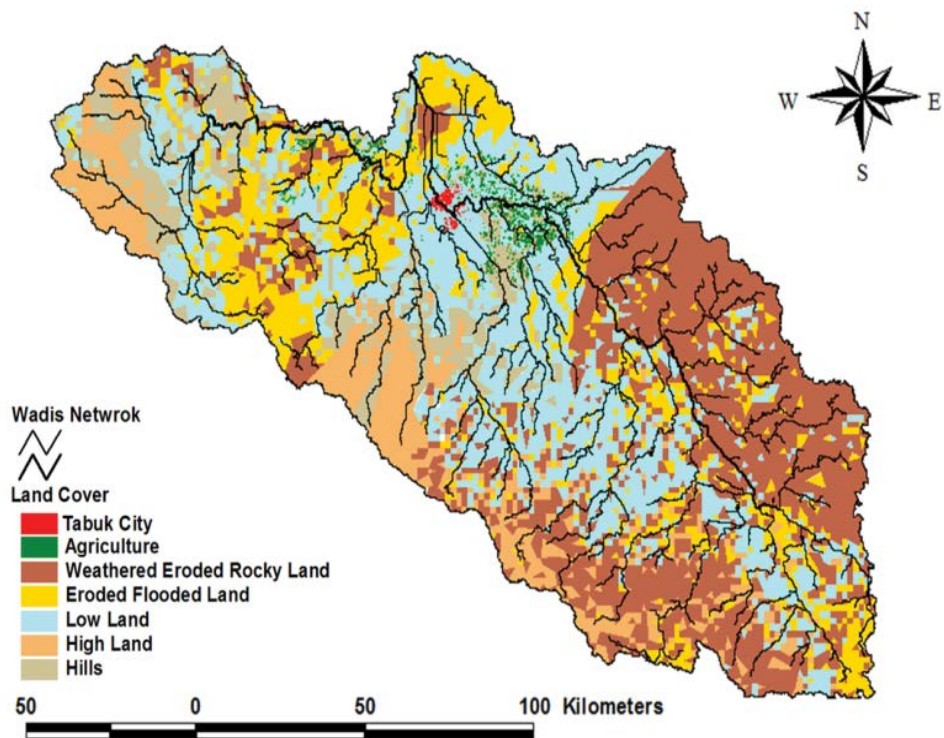 N
W E
S
Wadis Netwrok
Land Cover
Tabuk City
Agriculture
Weathered Eroded Rocky Land
Eroded Flooded Land
Low Land
High Land
Hills
50 0 50 100 Kilometers